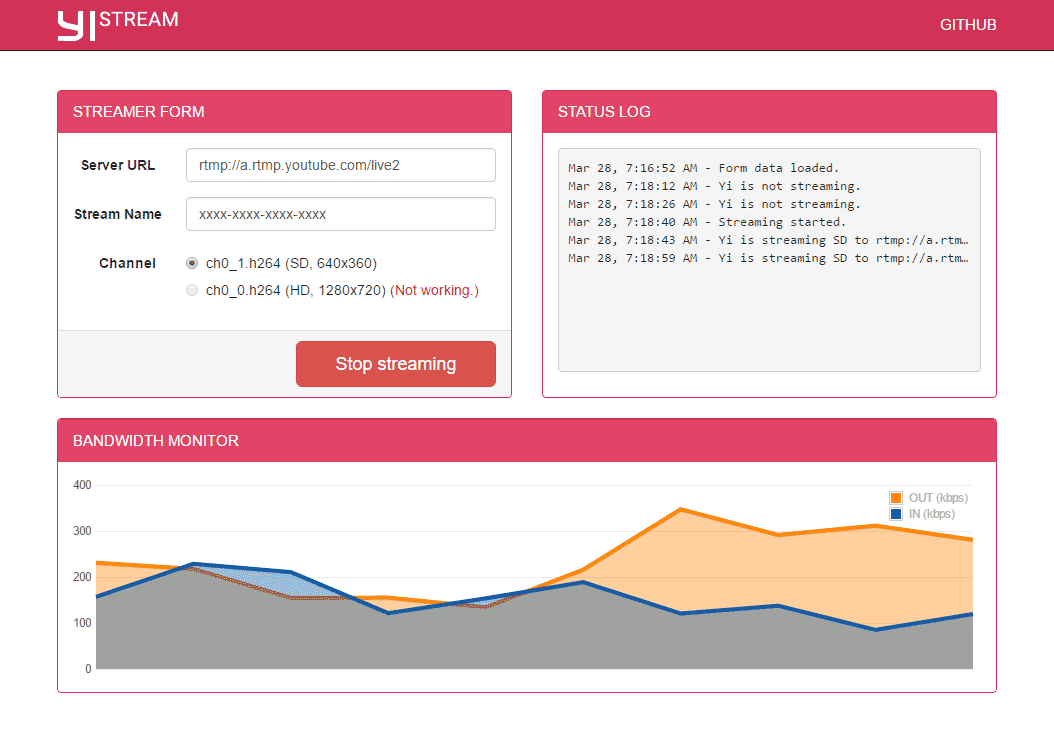 YI STREAM
GITHUB
STREAMER FORM
Server URL
rtmp://a.rtmp.youtube.com/live2
Stream Name
xxxx-xxxx-xxxx-xxxx
Channel
ch0_1.h264 (SD, 640x360)
ch0_0.h264 (HD, 1280x720) (Not working.)
Stop streaming
STATUS LOG
Mar 28, 7:16:52 AM - Form data loaded.
Mar 28, 7:18:12 AM - Yi is not streaming.
Mar 28, 7:18:26 AM - Yi is not streaming.
Mar 28, 7:18:40 AM - Streaming started.
Mar 28, 7:18:43 AM - Yi is streaming SD to rtmp://a.rtm…
Mar 28, 7:18:59 AM - Yi is streaming SD to rtmp://a.rtm…
BANDWIDTH MONITOR
400
300
200
100
0
OUT (kbps)
IN (kbps)